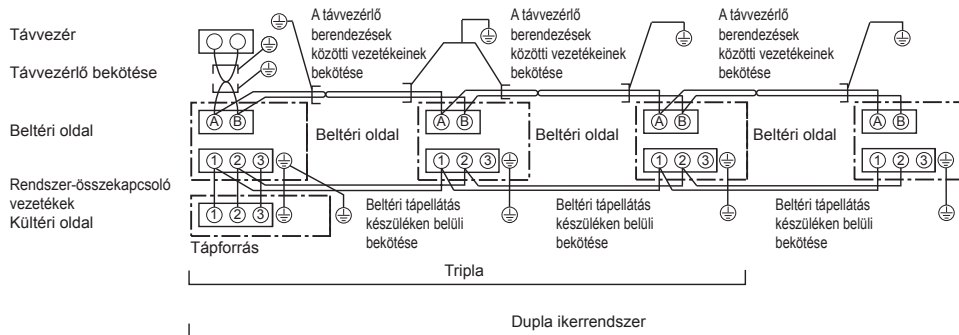 Távvezér
Távvezérlő bekötése
A távvezérlő
berendezések
közötti vezetékeinek
bekötése
A távvezérlő
berendezések
közötti vezetékeinek
bekötése
A távvezérlő
berendezések
közötti vezetékeinek
bekötése
Beltéri oldal
A B
Beltéri oldal
A B
Beltéri oldal
A B
Beltéri oldal
A B
1 2 3
1 2 3
1 2 3
1 2 3
Rendszer-összekapcsoló
vezetékek
Kültéri oldal
1 2 3
Tápforrás
Beltéri tápellátás
készüléken belüli
bekötése
Beltéri tápellátás
készüléken belüli
bekötése
Beltéri tápellátás
készüléken belüli
bekötése
Tripla
Dupla ikerrendszer